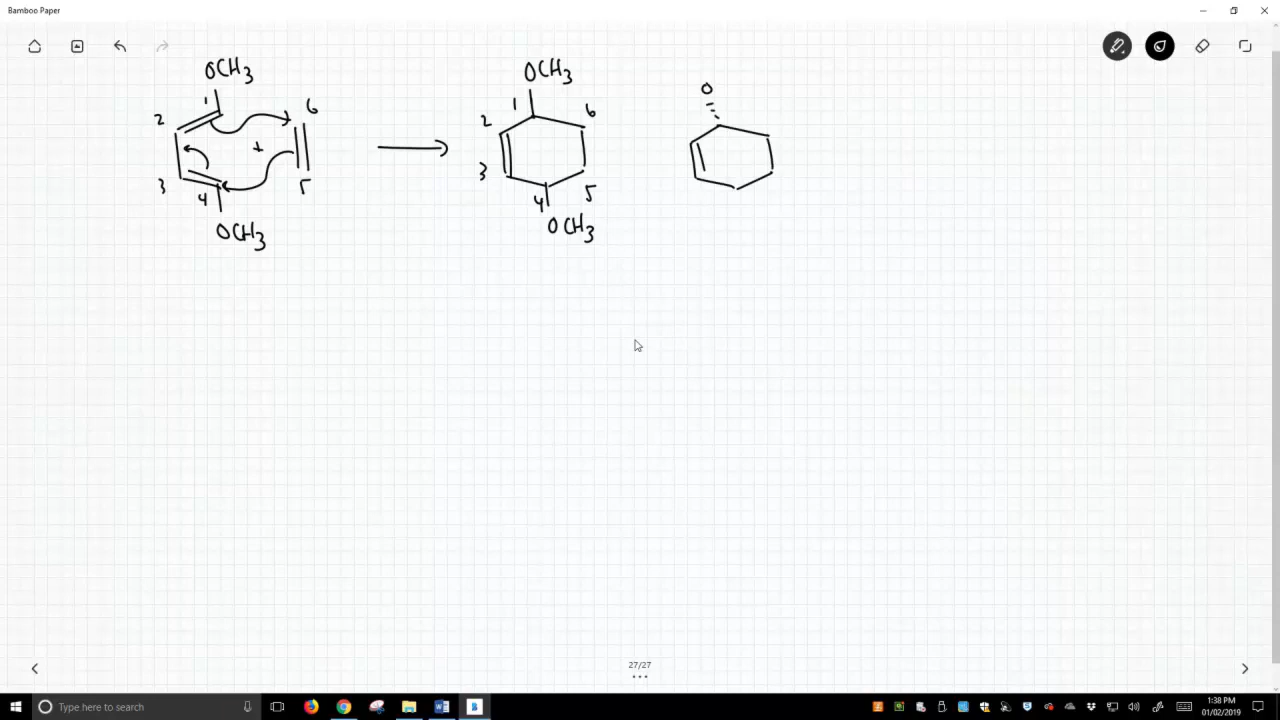 Bamboo Paper
OCH3
1
2
6
+
3
4
5
OCH3
OCH3
1
2
6
3
4
5
OCH3
O
27/27
Type here to search
1:38 PM
01/02/2019